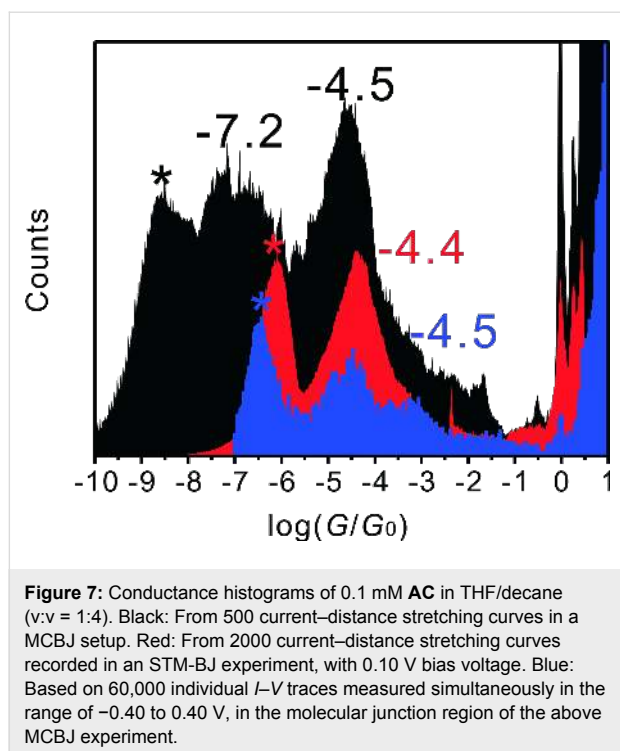 -4.5
-7.2
*
*
-4.4
*
-4.5
Counts
-10 -9 -8 -7 -6 -5 -4 -3 -2 -1 0 1
log(G/G0)
Figure 7: Conductance histograms of 0.1 mM AC in THF/decane
(v:v = 1:4). Black: From 500 current–distance stretching curves in a
MCBJ setup. Red: From 2000 current–distance stretching curves
recorded in an STM-BJ experiment, with 0.10 V bias voltage. Blue:
Based on 60,000 individual I–V traces measured simultaneously in the
range of −0.40 to 0.40 V, in the molecular junction region of the above
MCBJ experiment.